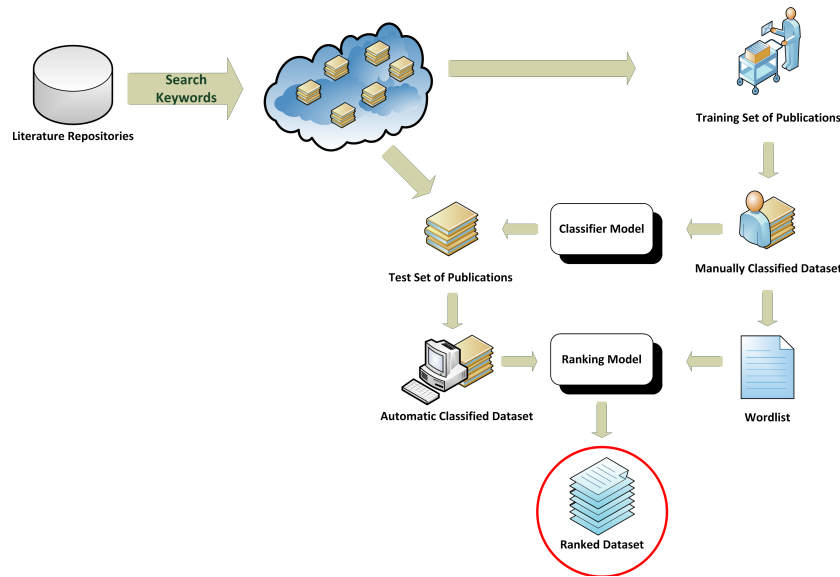 Search
Keywords
Literature Repositories
Training Set of Publications
Classifier Model
Test Set of Publications
Manually Classified Dataset
Ranking Model
Automatic Classified Dataset
Wordlist
Ranked Dataset